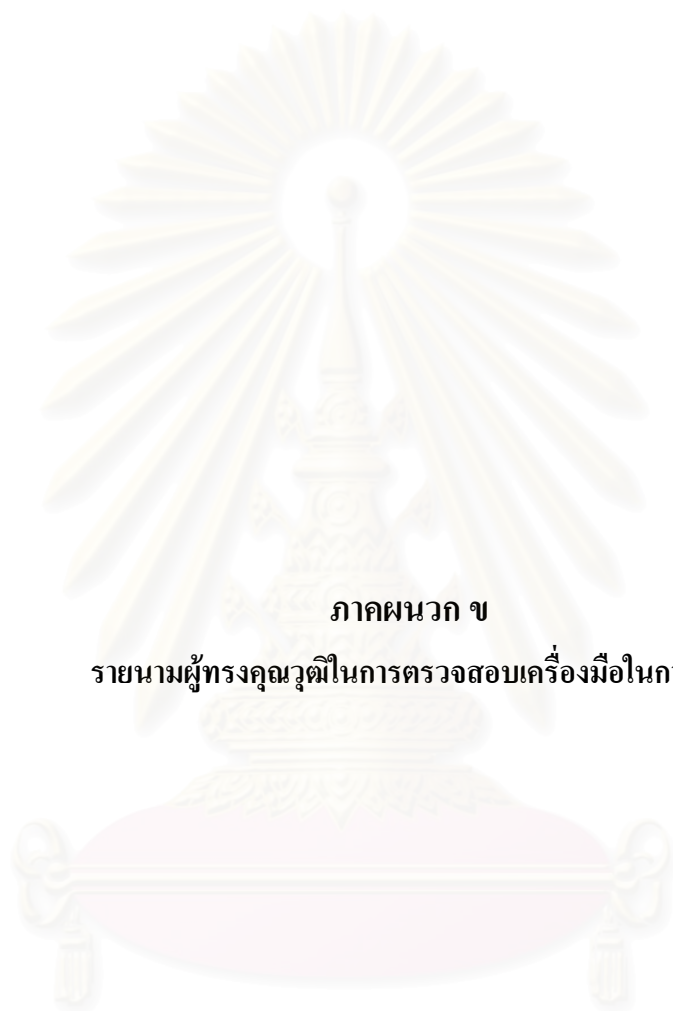 ภาคผนวก ข
รายนามผู้ทรงคุณวุฒิในการตรวจสอบเครื่องมือในกา